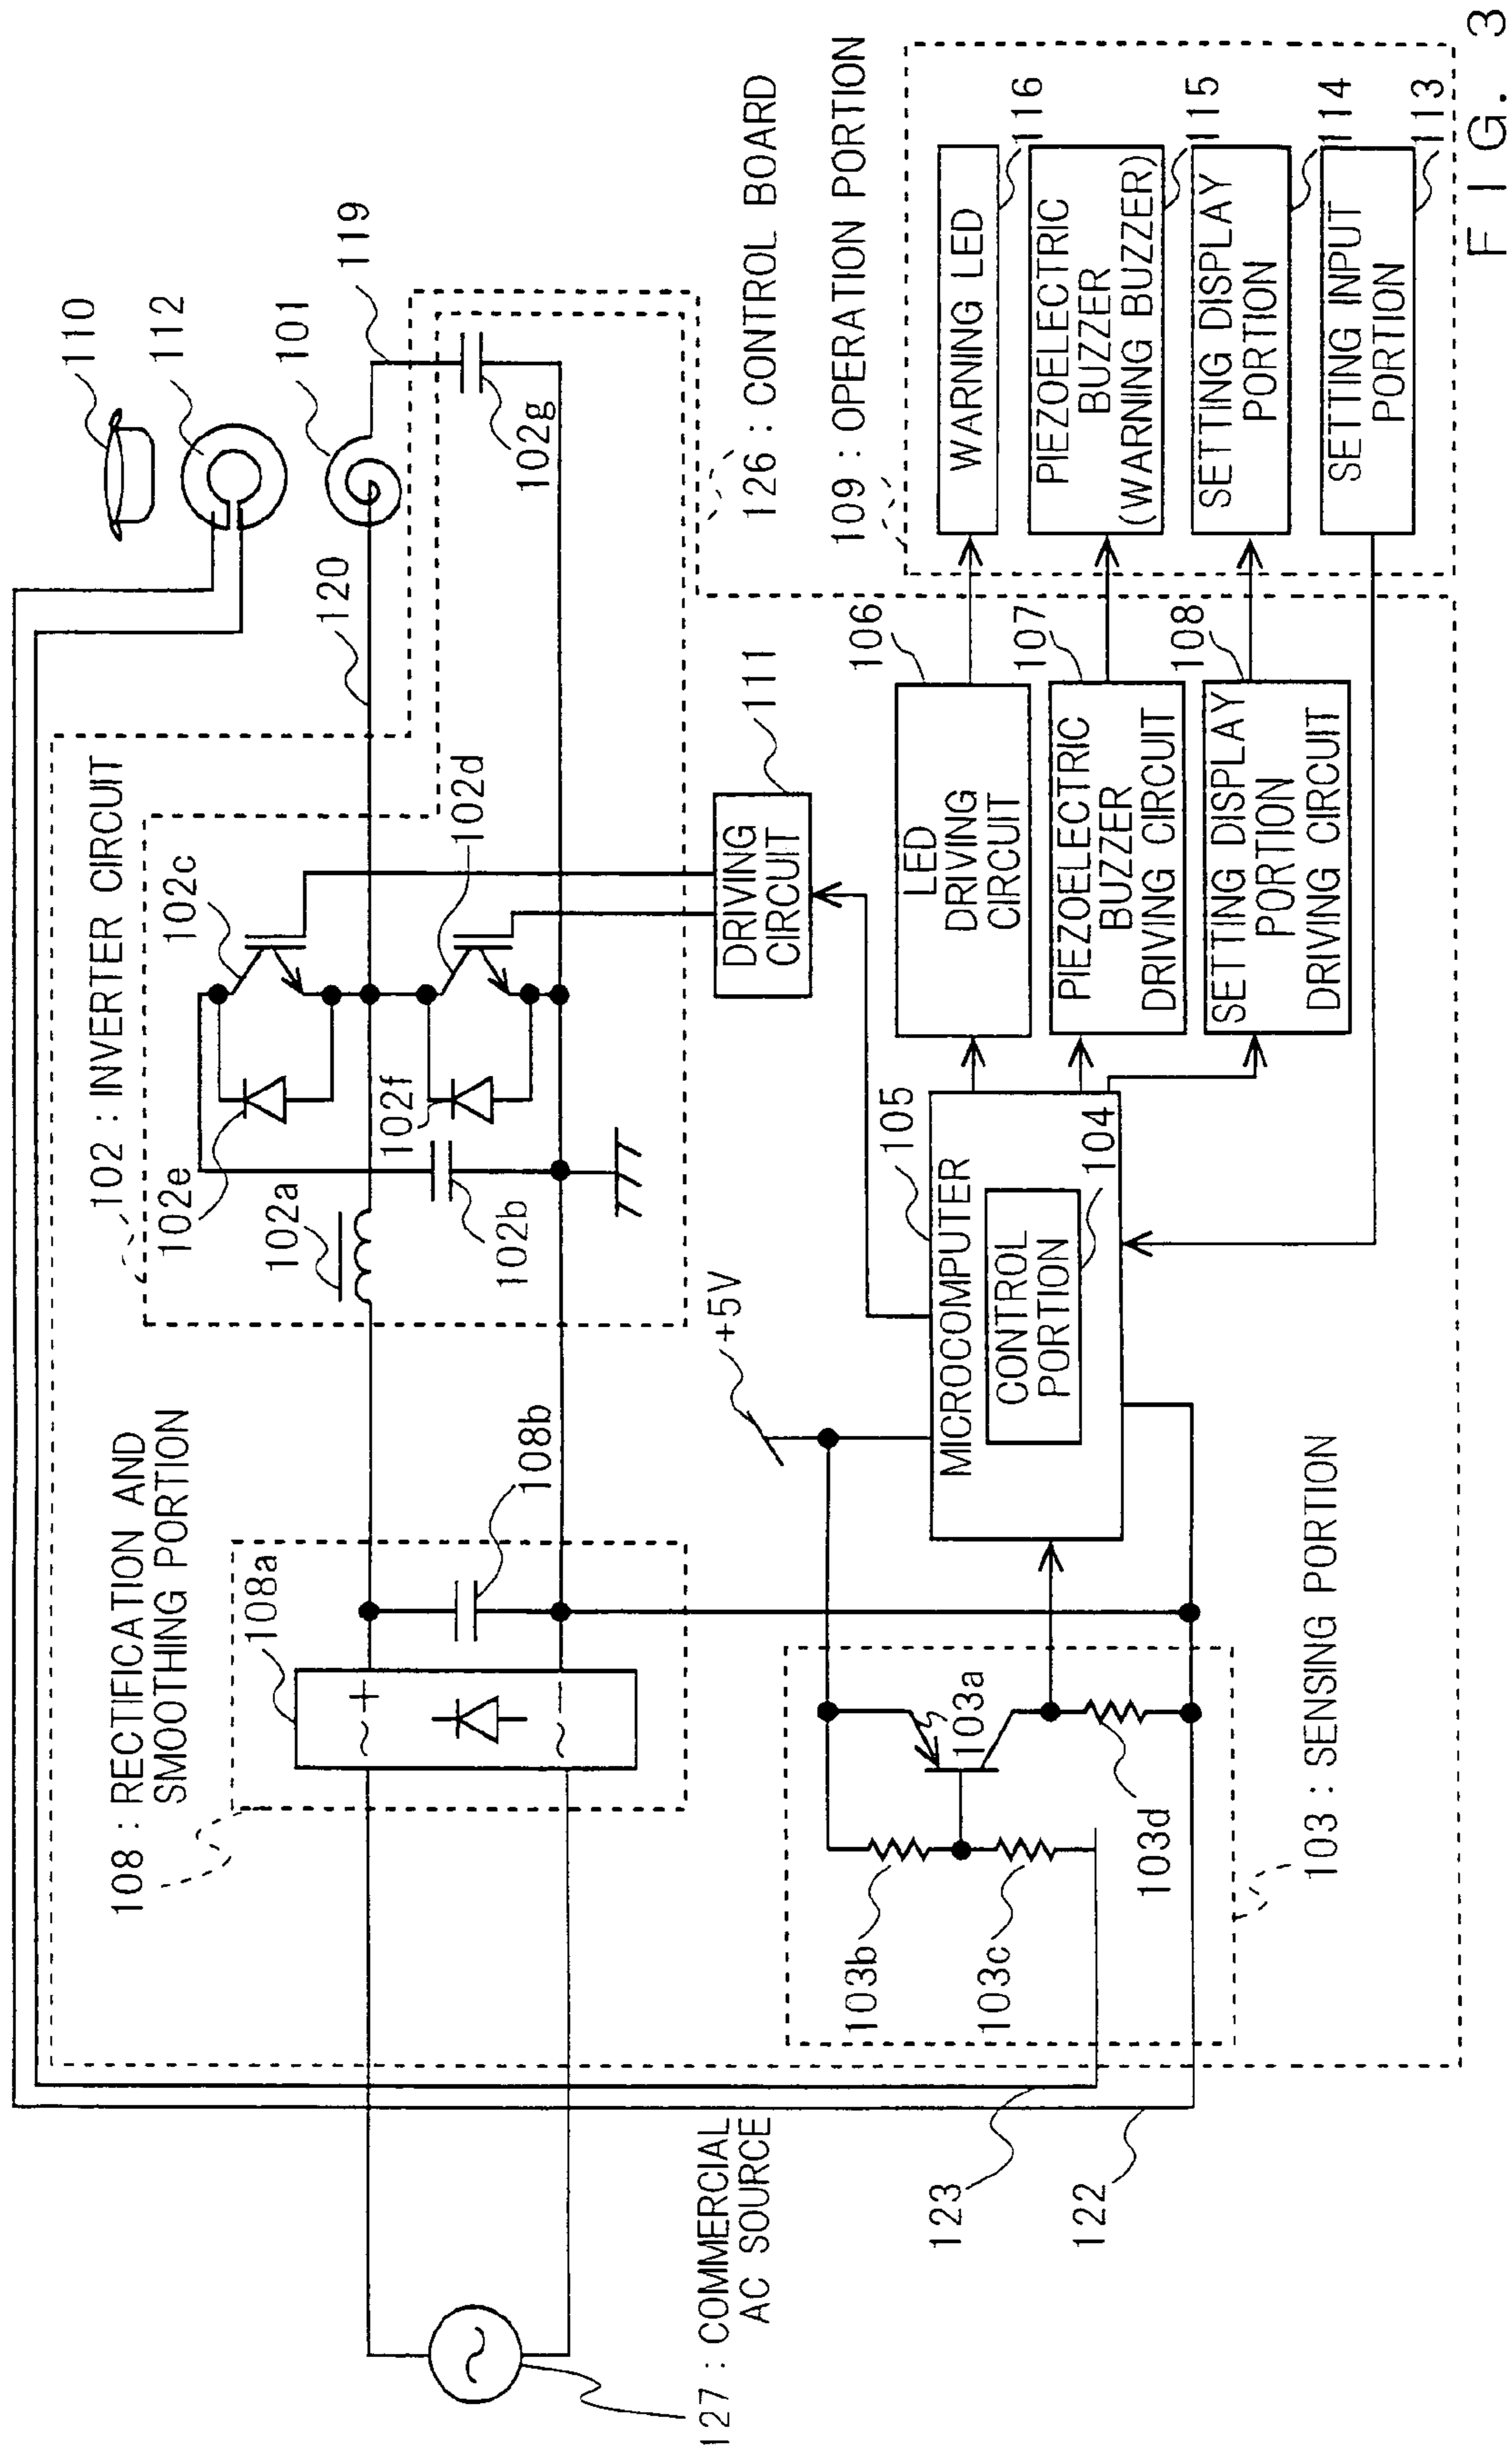 110
112
101
119
120
102 : INVERTER CIRCUIT
102c
102d
102e
102f
102a
102b
102g
126 : CONTROL BOARD
108 : RECTIFICATION AND
SMOOTHING PORTION
108a
108b
+
~
-
~
~
127 : COMMERCIAL
AC SOURCE
+5V
DRIVING
CIRCUIT
111
109 : OPERATION PORTION
WARNING LED
116
PIEZOELECTRIC
BUZZER
(WARNING BUZZER)
115
SETTING DISPLAY
PORTION
114
SETTING INPUT
PORTION
113
LED
DRIVING
CIRCUIT
106
PIEZOELECTRIC
BUZZER
DRIVING CIRCUIT
107
SETTING DISPLAY
PORTION
DRIVING CIRCUIT
108
MICROCOMPUTER
105
CONTROL
PORTION
104
103a
103b
103c
103d
103 : SENSING PORTION
123
122
FIG. 3